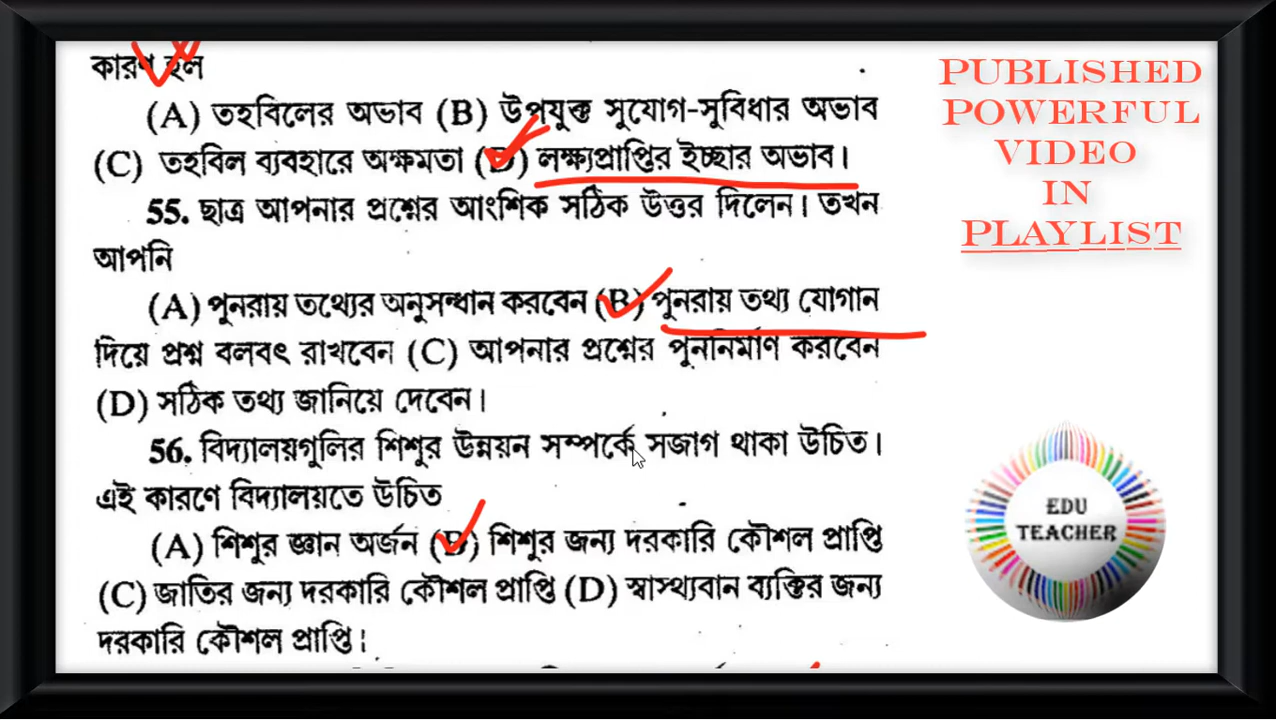 কারণ হল
(A) তহবিলের অভাব (B) উপযুক্ত সুযোগ-সুবিধার অভাব
(C) তহবিল ব্যবহারে অক্ষমতা (D) লক্ষ্যপ্রাপ্তির ইচ্ছার অভাব।
55. ছাত্র আপনার প্রশ্নের আংশিক সঠিক উত্তর দিলেন। তখন
আপনি
(A) পুনরায় তথ্যের অনুসন্ধান করবেন (B) পুনরায় তথ্য যোগান
দিয়ে প্রশ্ন বলবৎ রাখবেন (C) আপনার প্রশ্নের পুননির্মাণ করবেন
(D) সঠিক তথ্য জানিয়ে দেবেন।
56. বিদ্যালয়গুলির শিশুর উন্নয়ন সম্পর্কে সজাগ থাকা উচিত।
এই কারণে বিদ্যালয়তে উচিত
(A) শিশুর জ্ঞান অর্জন (B) শিশুর জন্য দরকারি কৌশল প্রাপ্তি
(C) জাতির জন্য দরকারি কৌশল প্রাপ্তি (D) স্বাস্থ্যবান ব্যক্তির জন্য
দরকারি কৌশল প্রাপ্তি।
PUBLISHED
POWERFUL
VIDEO
IN
PLAYLIST
EDU
TEACHER